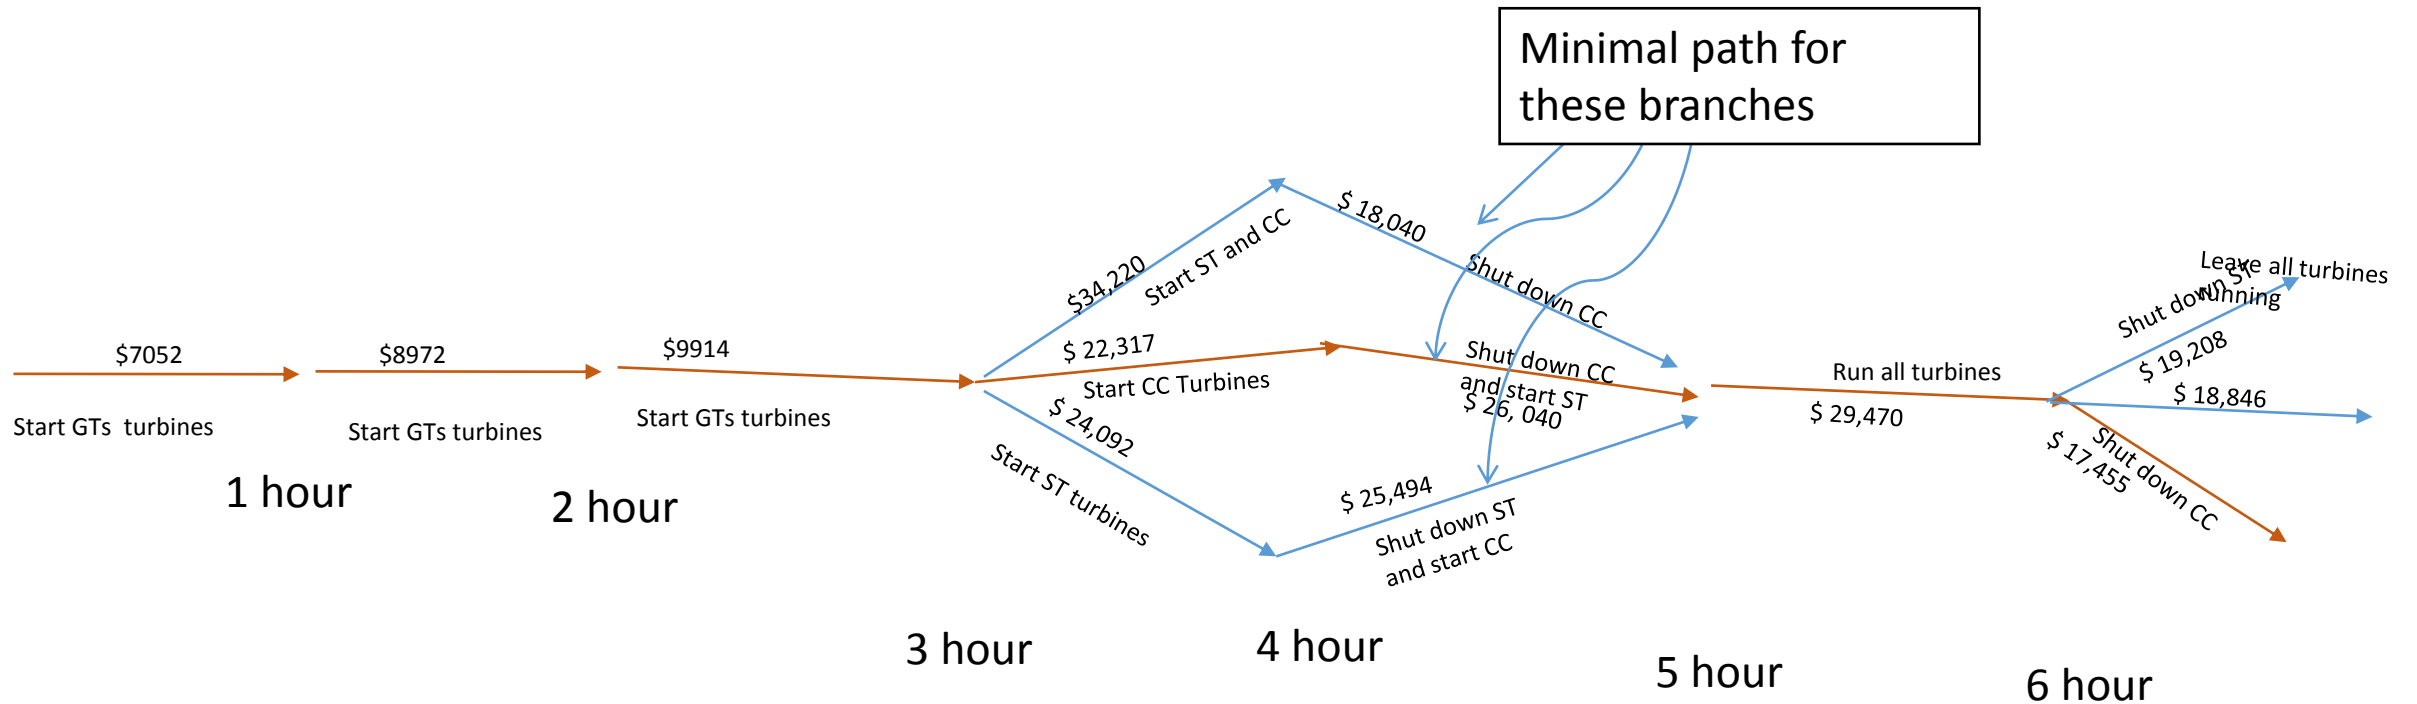 Minimal path for
these branches
$7052
Start GTs  turbines
1 hour
$8972
Start GTs turbines
2 hour
$9914
Start GTs turbines
3 hour
$34,220
Start ST and CC
$ 22,317
Start CC Turbines
$ 24,092
Start ST turbines
4 hour
$ 18,040
Shut down CC
Shut down CC
and start ST
$ 26, 040
$ 25,494
Shut down ST
and start CC
5 hour
Run all turbines
$ 29,470
6 hour
Leave all turbines
running
Shut down ST
$ 19,208
$ 18,846
Shut down CC
$ 17,455